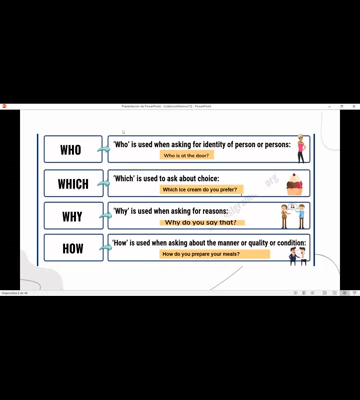 WHO
'Who' is used when asking for identity of person or persons:
Who is at the door?
WHICH
'Which' is used to ask about choice:
Which ice cream do you prefer?
WHY
'Why' is used when asking for reasons:
Why do you say that?
HOW
'How' is used when asking about the manner or quality or condition:
How do you prepare your meals?